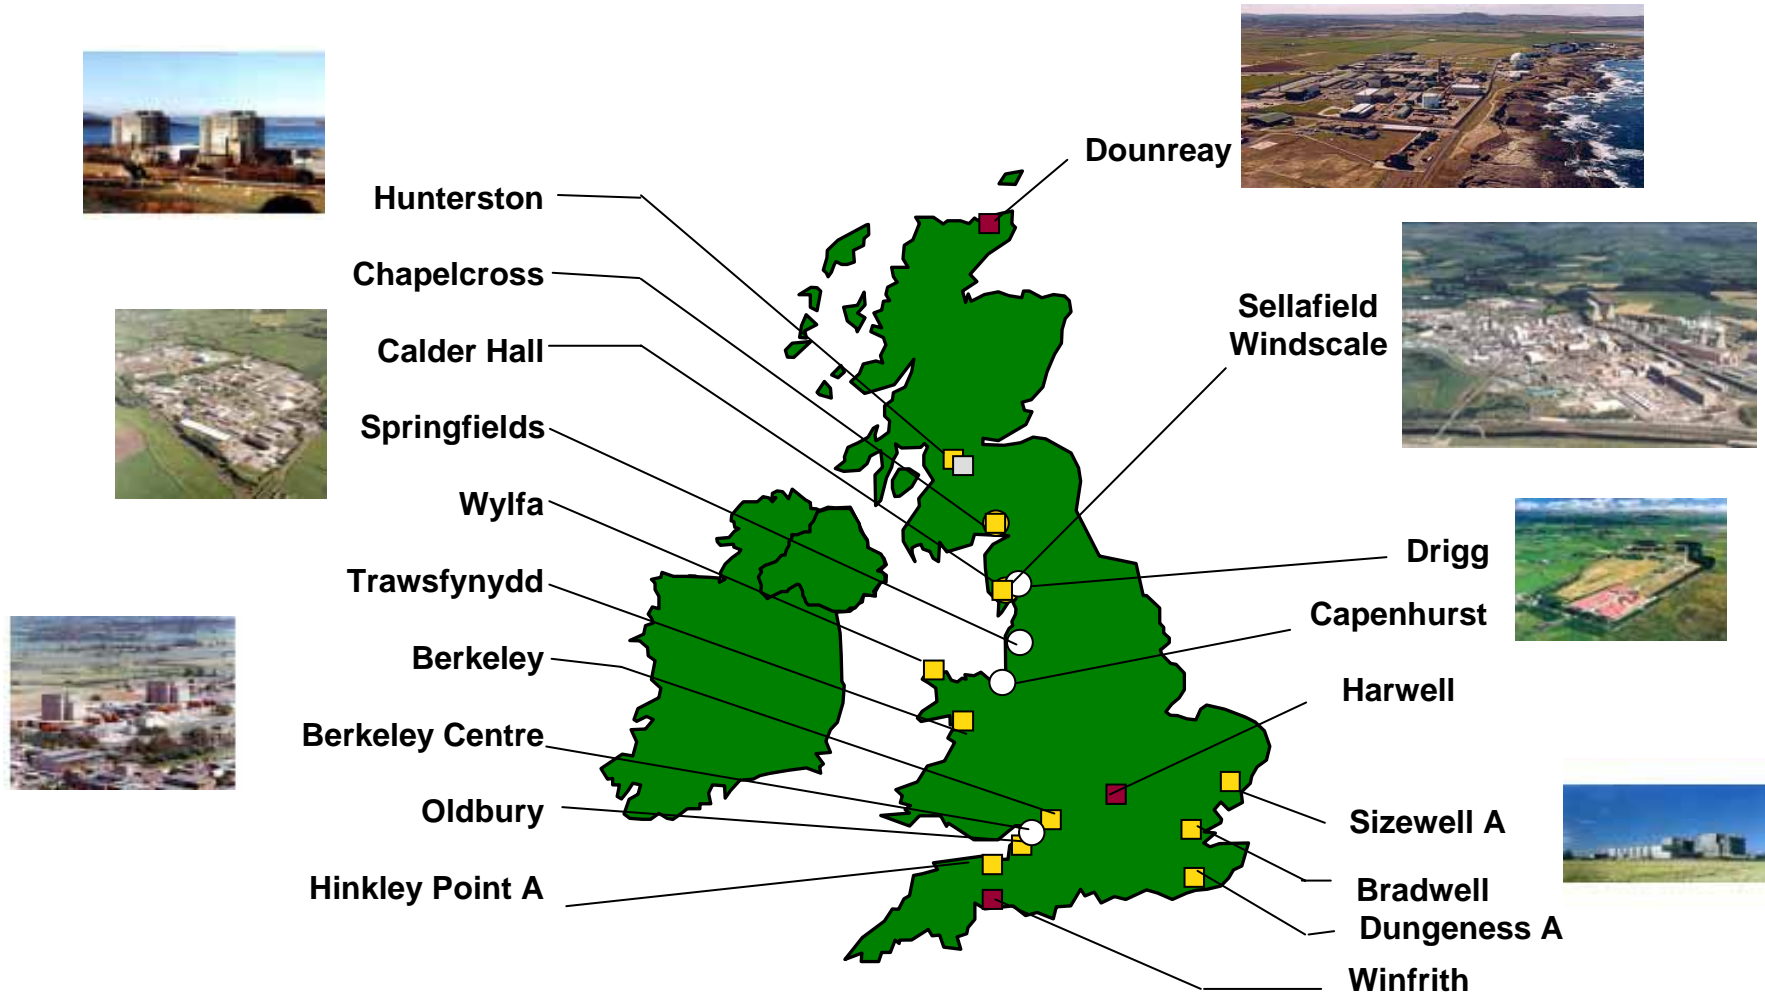 Hunterston
Chapelcross
Calder Hall
Springfields
Wylfa
Trawsfynydd
Berkeley
Berkeley Centre
Oldbury
Hinkley Point A
Dounreay
Sellafield
Windscale
Drigg
Capenhurst
Harwell
Sizewell A
Bradwell
Dungeness A
Winfrith